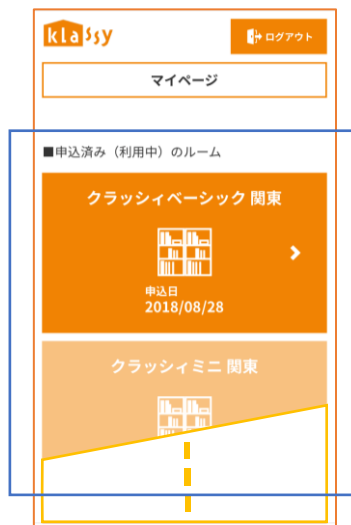 klassy
ログアウト
マイページ
■申込済み（利用中）のルーム
クラッシィベーシック 関東
申込日
2018/08/28
クラッシィミニ 関東